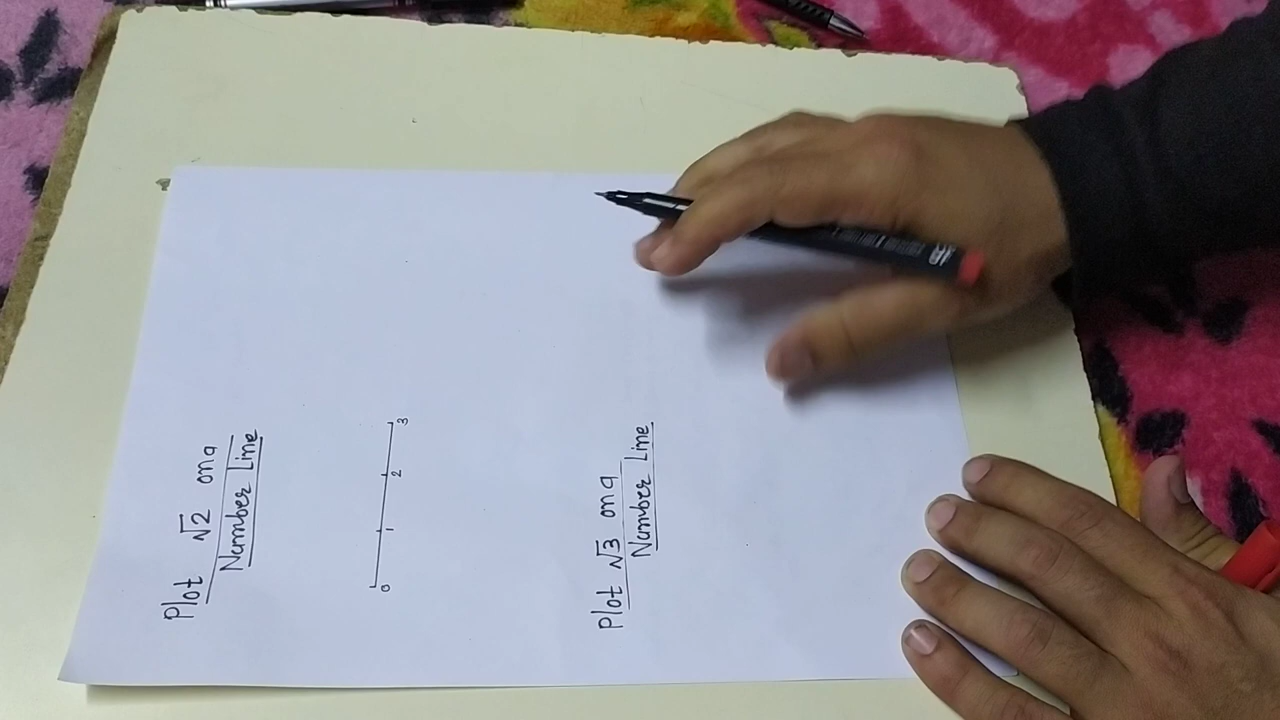 Plot √2 on a
Number Line
0 1 2 3
Plot √3 on a
Number Line